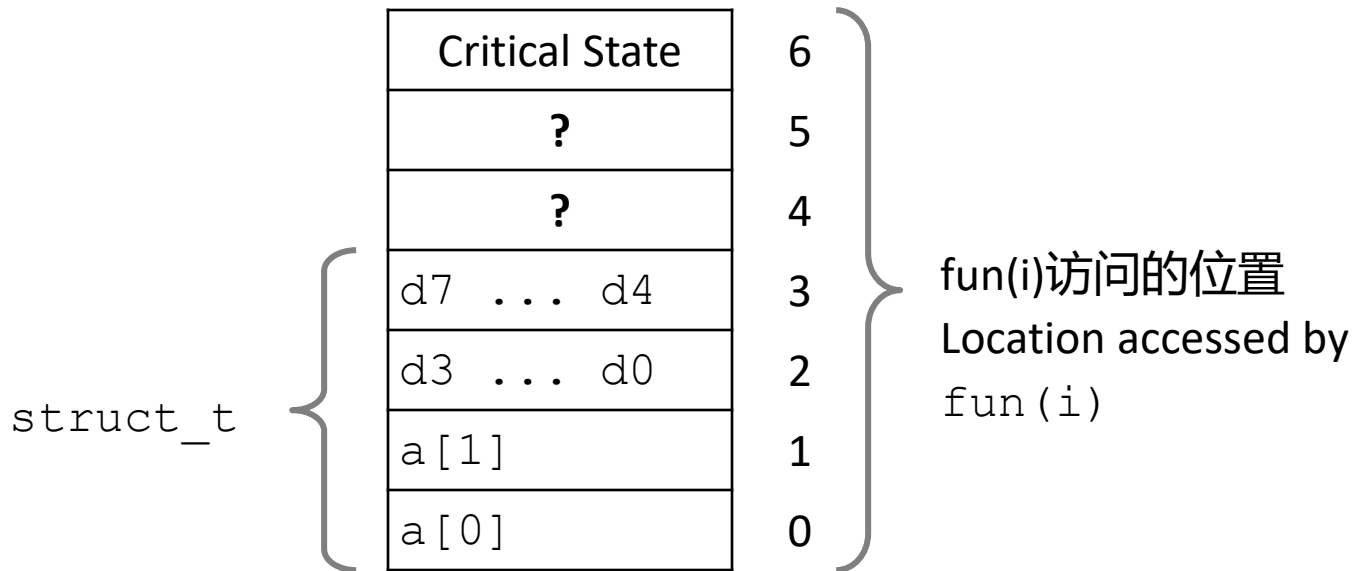 Critical State 6
? 5
? 4
d7 ... d4 3
d3 ... d0 2
a[1] 1
a[0] 0
struct_t
fun(i)访问的位置
Location accessed by
fun(i)